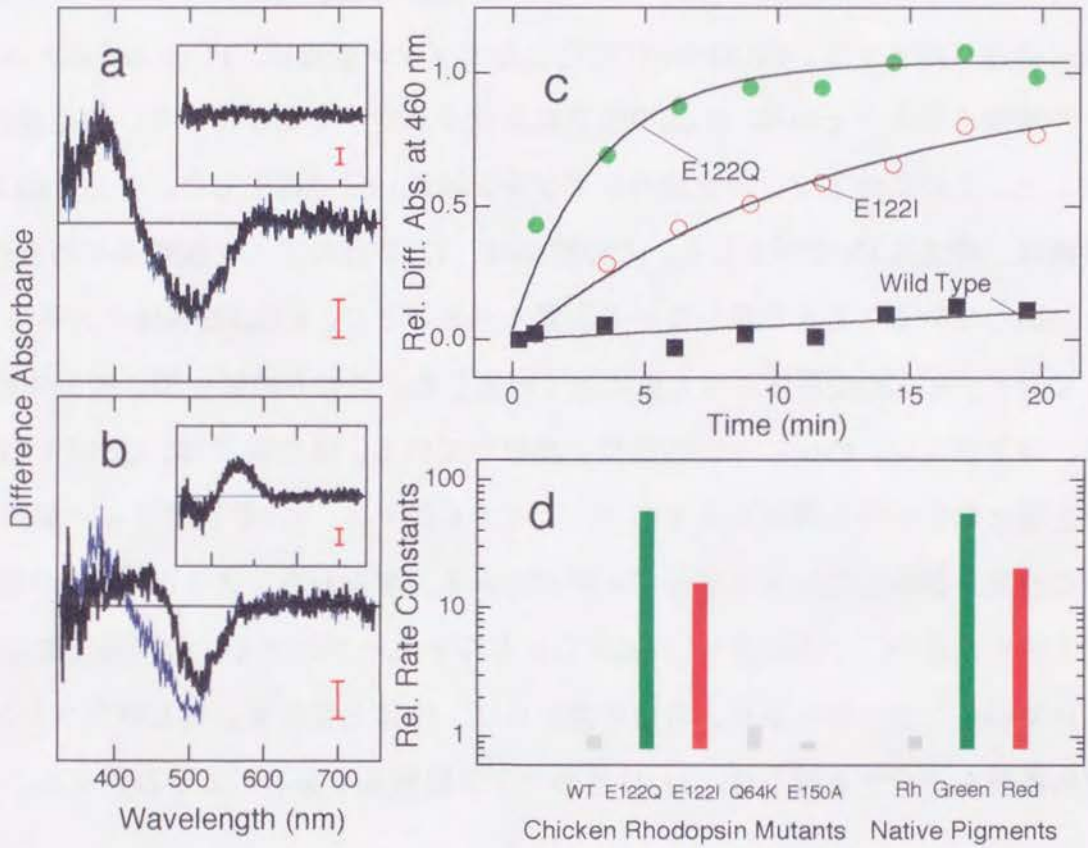 a
b
Difference Absorbance
400 500 600 700
Wavelength (nm)
c
Rel. Diff. Abs. at 460 nm
1.0
0.5
0.0
E122Q
E122I
Wild Type
0 5 10 15 20
Time (min)
d
Rel. Rate Constants
100
10
1
WT E122Q E122I Q64K E150A Rh Green Red
Chicken Rhodopsin Mutants Native Pigments